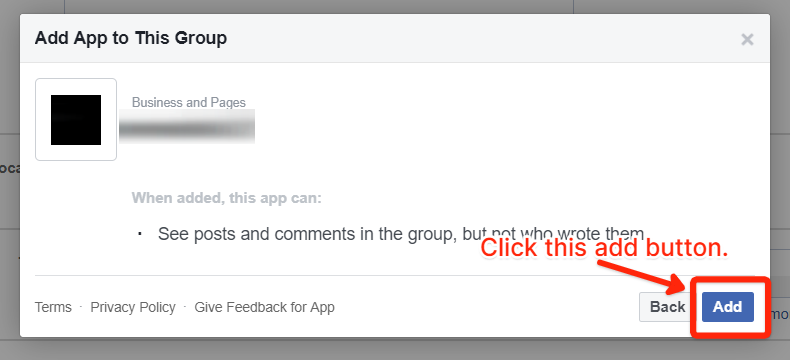 Add App to This Group
×
Business and Pages
oca
When added, this app can:
· See posts and comments in the group, but not who wrote them
Click this add button.
Terms · Privacy Policy · Give Feedback for App
Back
Add
mo